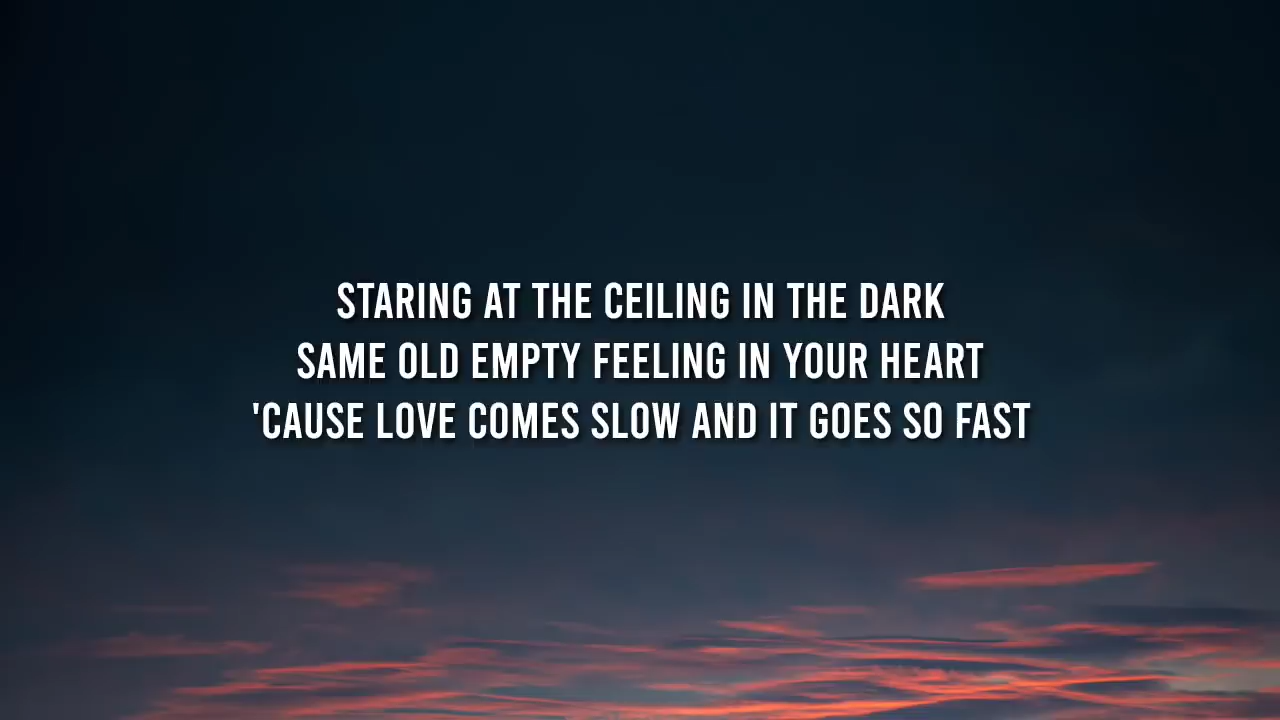 STARING AT THE CEILING IN THE DARK
SAME OLD EMPTY FEELING IN YOUR HEART
'CAUSE LOVE COMES SLOW AND IT GOES SO FAST